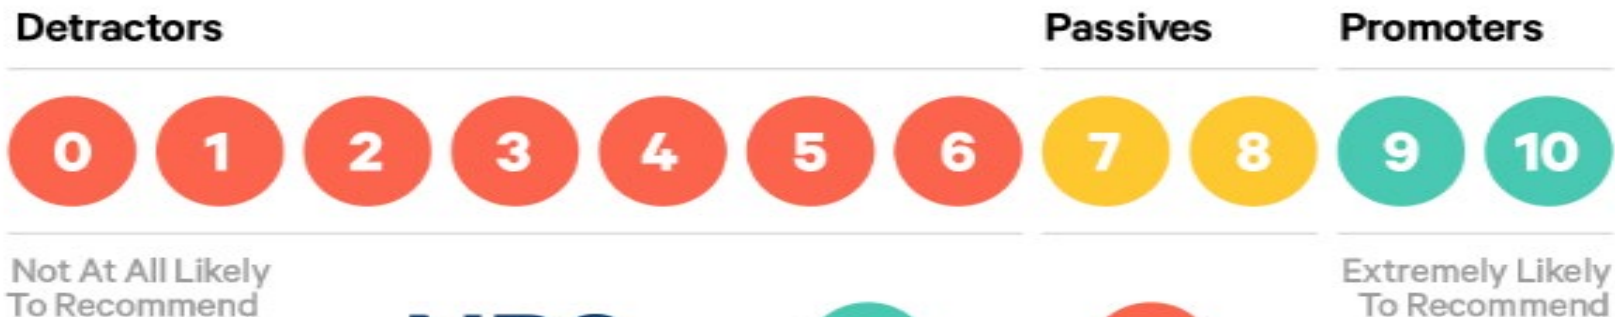 Detractors Passives Promoters
0 1 2 3 4 5 6 7 8 9 10
Not At All Likely Extremely Likely
To Recommend To Recommend